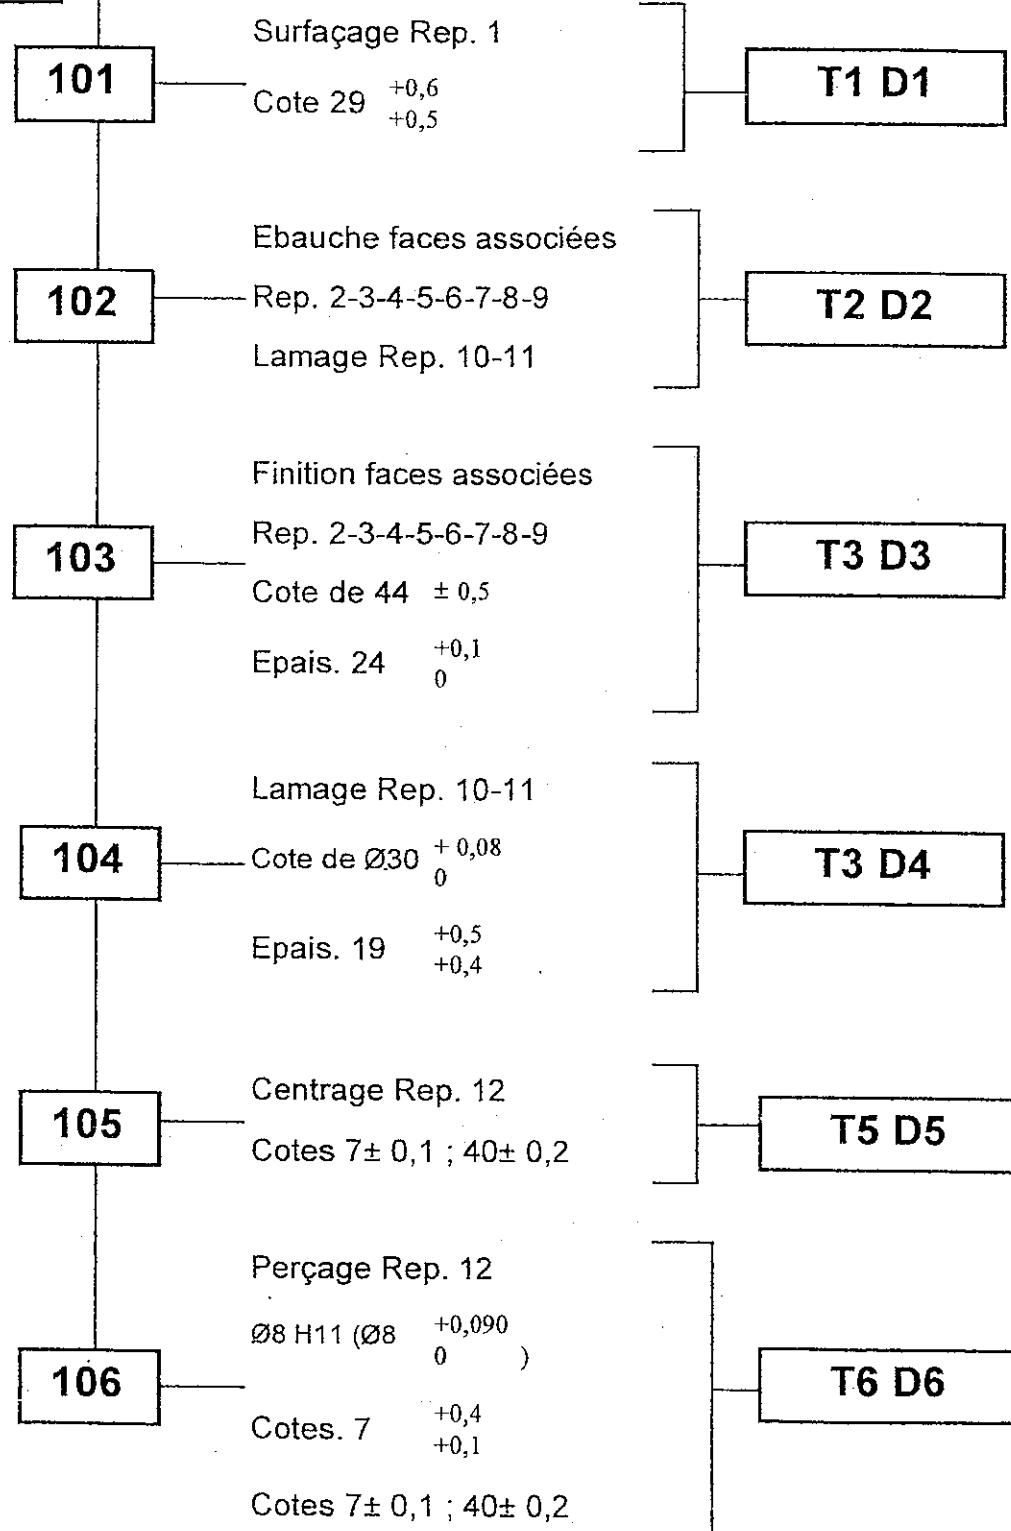 Surfaçage Rep. 1
101
Cote 29 +0,6
+0,5
T1 D1
Ebauche faces associées
102
Rep. 2-3-4-5-6-7-8-9
Lamage Rep. 10-11
T2 D2
Finition faces associées
Rep. 2-3-4-5-6-7-8-9
103
Cote de 44 ± 0,5
Epais. 24 +0,1
0
T3 D3
Lamage Rep. 10-11
104
Cote de Ø30 + 0,08
0
Epais. 19 +0,5
+0,4
T3 D4
Centrage Rep. 12
105
Cotes 7± 0,1 ; 40± 0,2
T5 D5
Perçage Rep. 12
Ø8 H11 (Ø8 +0,090
0 )
106
Cotes. 7 +0,4
+0,1
Cotes 7± 0,1 ; 40± 0,2
T6 D6